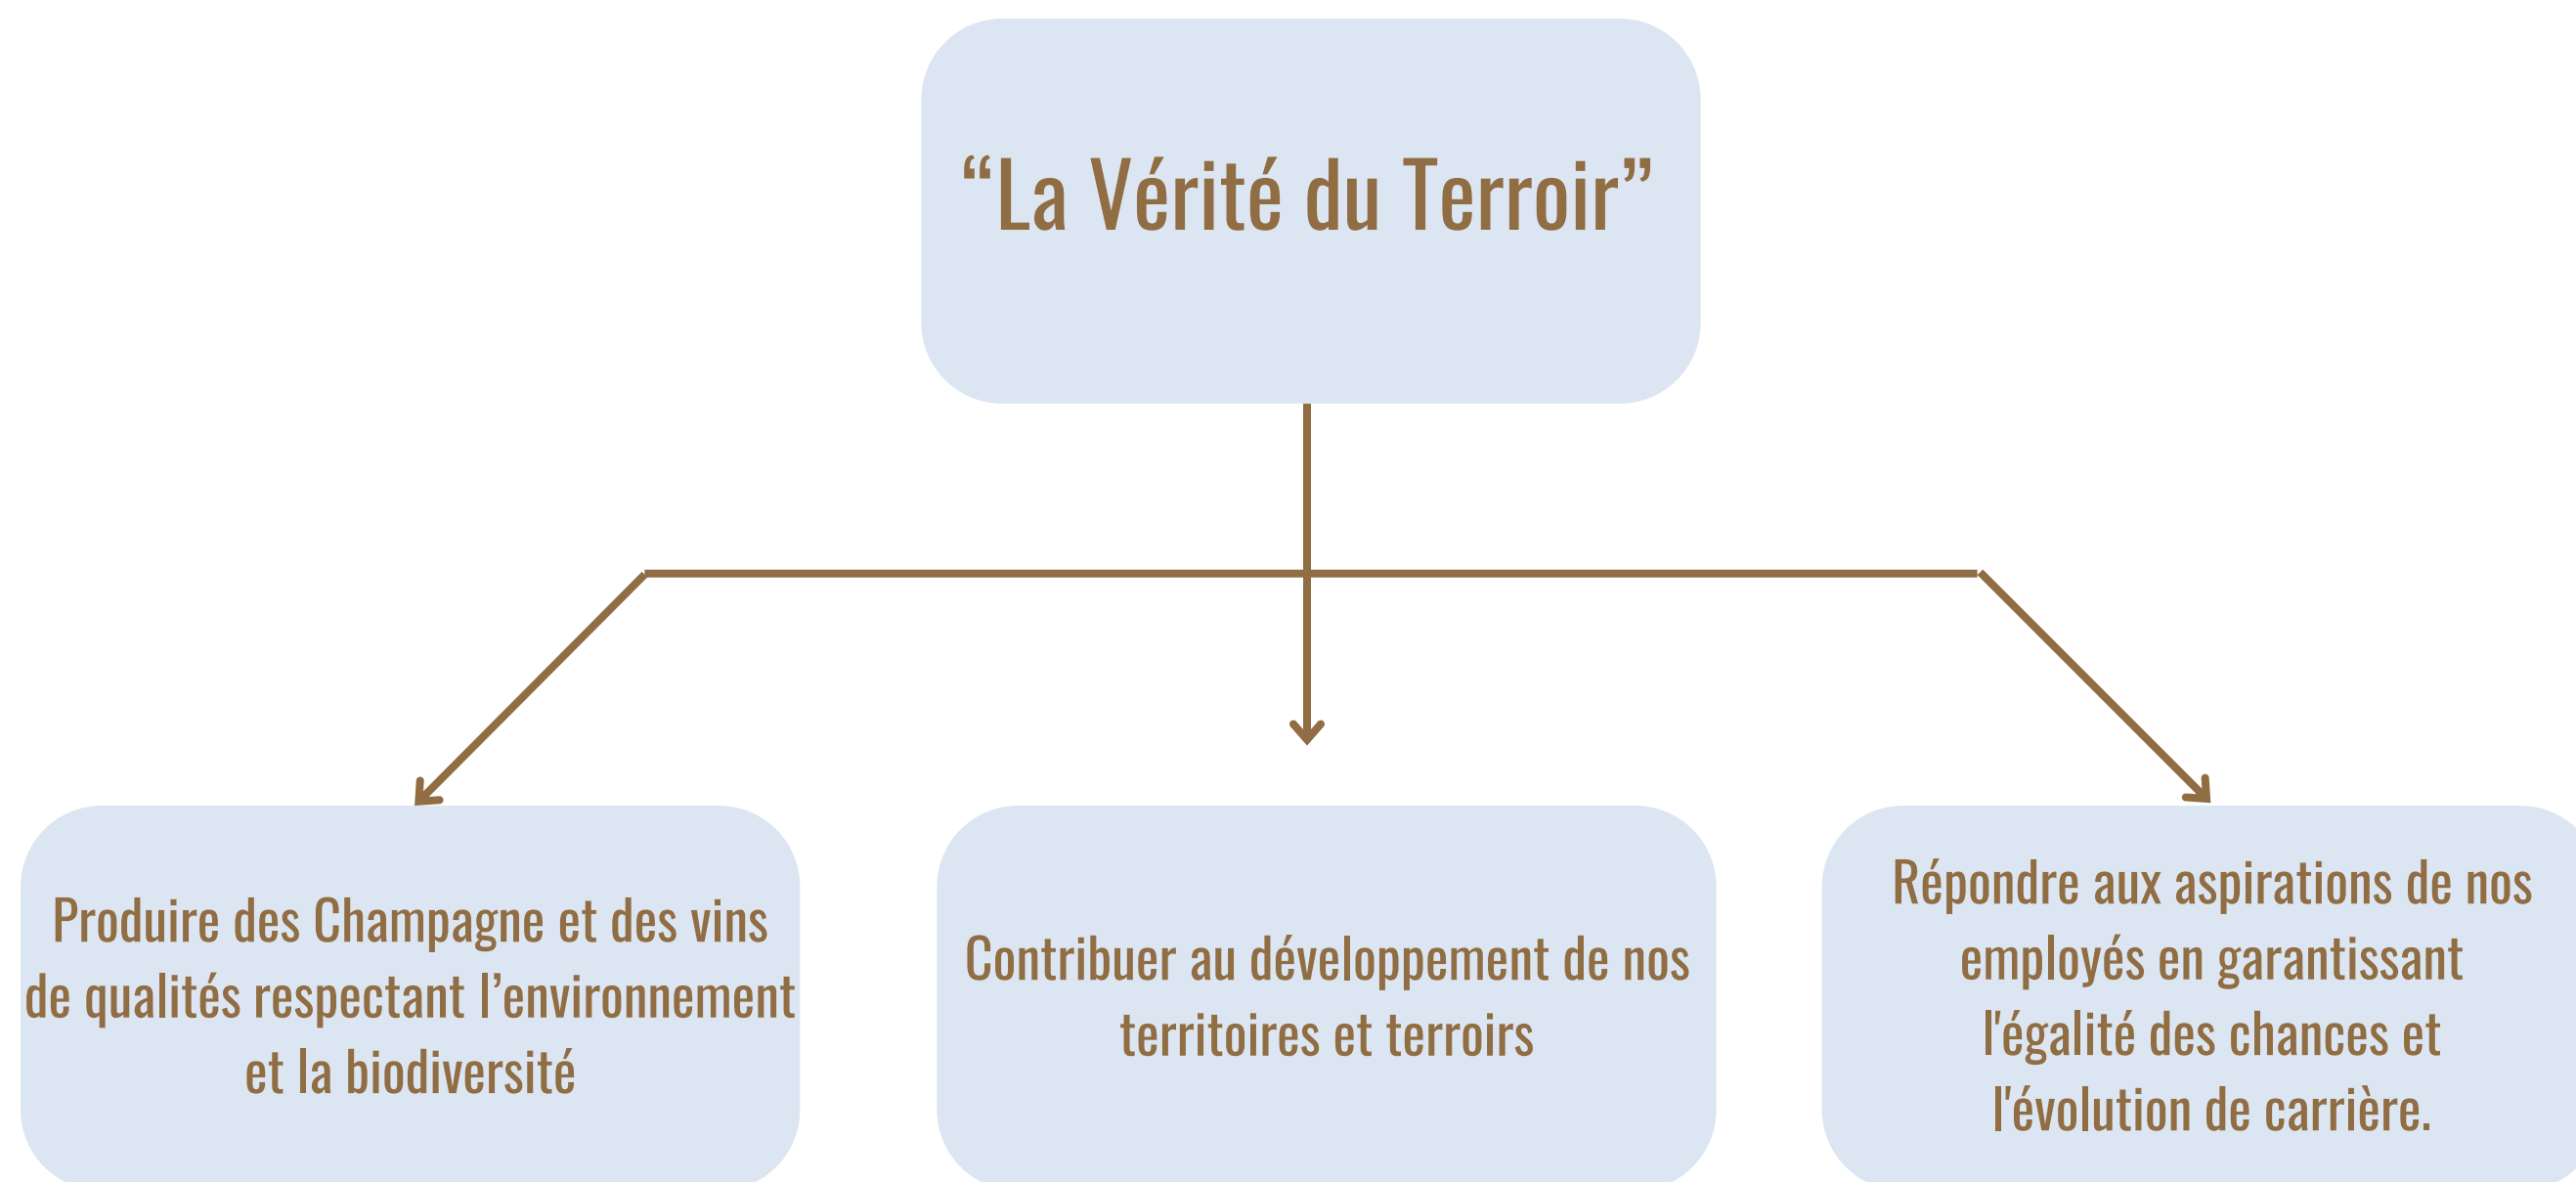 “La Vérité du Terroir”
Produire des Champagne et des vins
de qualités respectant l’environnement
et la biodiversité
Contribuer au développement de nos
territoires et terroirs
Répondre aux aspirations de nos
employés en garantissant
l'égalité des chances et
l'évolution de carrière.